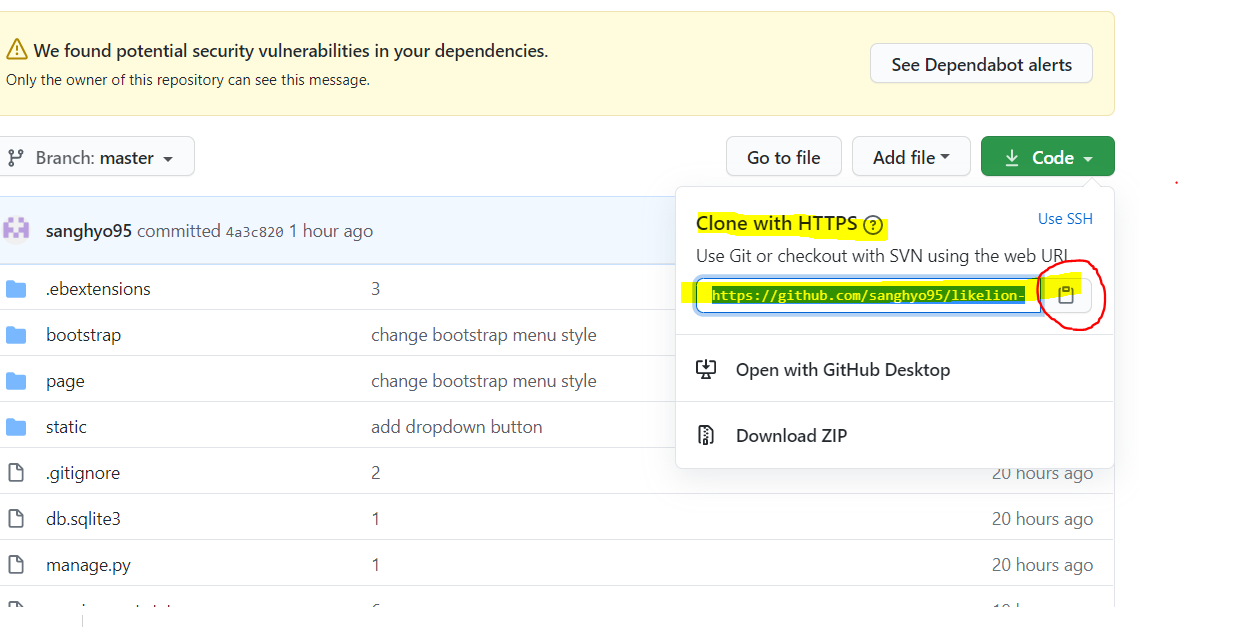 We found potential security vulnerabilities in your dependencies.
Only the owner of this repository can see this message.
See Dependabot alerts
Branch: master
Go to file
Add file
Code
sanghyo95 committed 4a3c820 1 hour ago
Clone with HTTPS ?
Use SSH
Use Git or checkout with SVN using the web URL
https://github.com/sanghyo95/likelion-
Open with GitHub Desktop
Download ZIP
.ebextensions 3
bootstrap change bootstrap menu style
page change bootstrap menu style
static add dropdown button
.gitignore 2 20 hours ago
db.sqlite3 1 20 hours ago
manage.py 1 20 hours ago